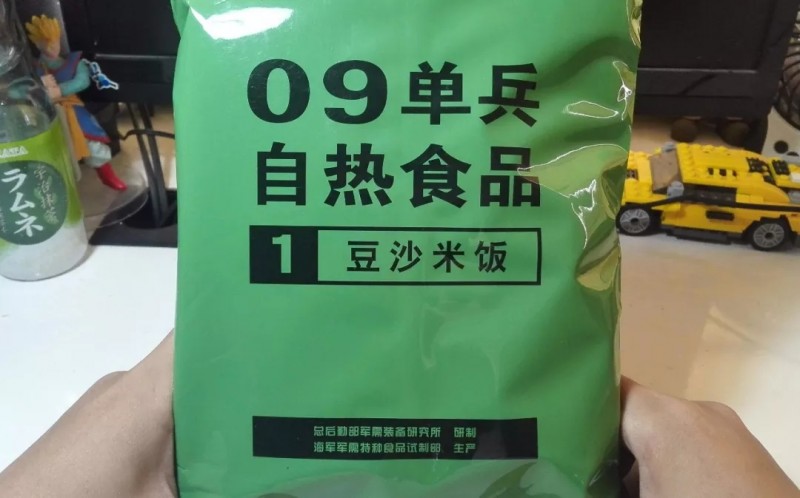 09单兵
自热食品
1 豆沙米饭
总后勤部军需装备研究所 研制
海军军需特种食品试制部 生产
ラムネ